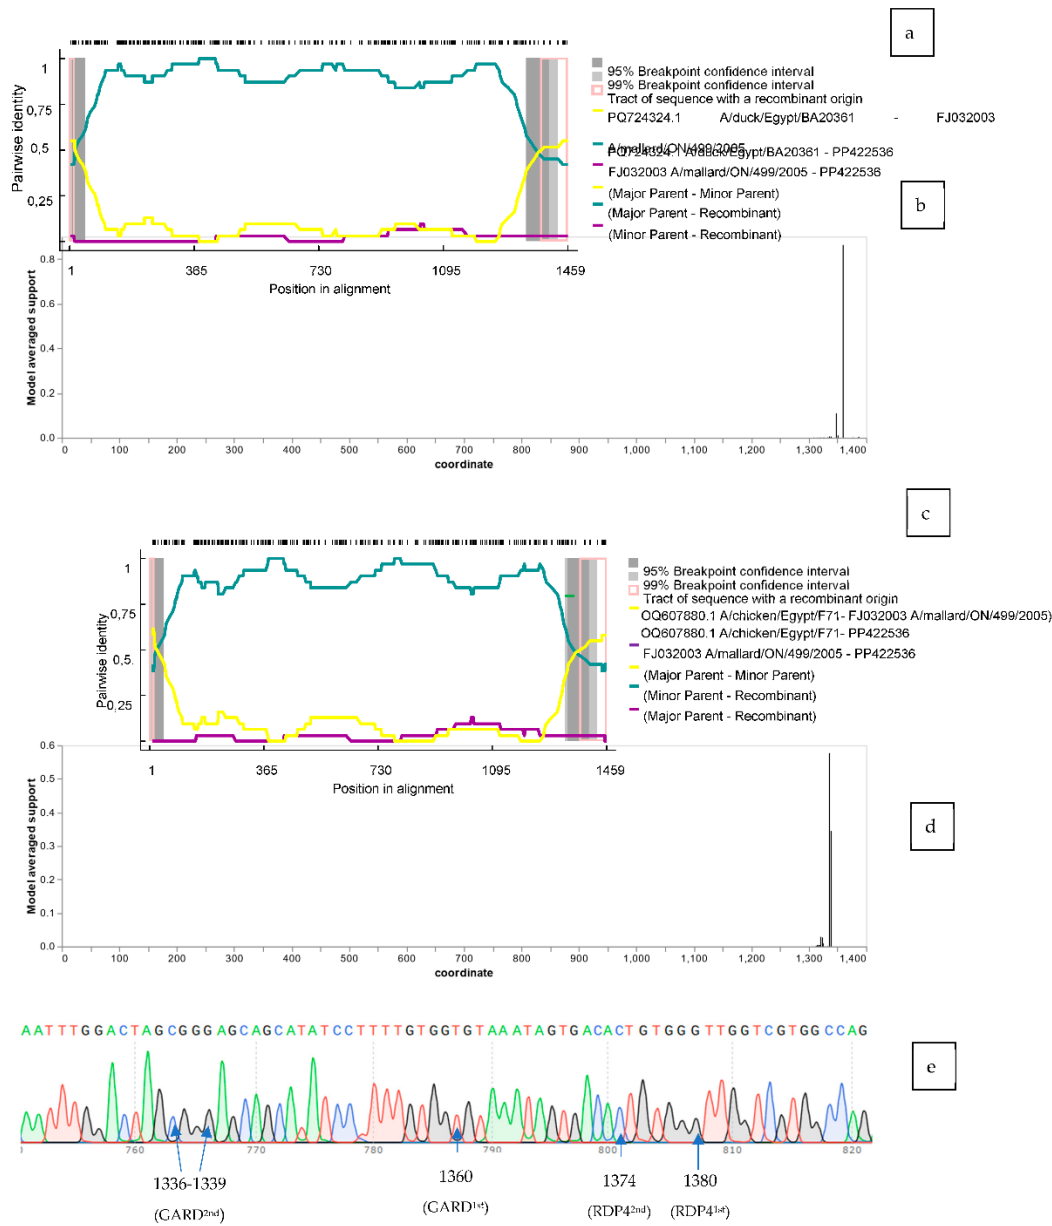 a
Pairwise identity
1
0,75
0,5
0,25
95% Breakpoint confidence interval
99% Breakpoint confidence interval
Tract of sequence with a recombinant origin
PQ724324.1 A/duck/Egypt/BA20361 - FJ032003
A/mallard/ON/499/2005
PQ724324.1 A/duck/Egypt/BA20361 - PP422536
FJ032003 A/mallard/ON/499/2005 - PP422536
(Major Parent - Minor Parent)
(Major Parent - Recombinant)
(Minor Parent - Recombinant)
1 365 730 1095 1459
Position in alignment
b
Model averaged support
0.8
0.6
0.4
0.2
0.0
0 100 200 300 400 500 600 700 800 900 1,000 1,100 1,200 1,300 1,400
coordinate
c
Pairwise identity
1
0,75
0,5.
0,25
95% Breakpoint confidence interval
99% Breakpoint confidence interval
Tract of sequence with a recombinant origin
OQ607880.1 A/chicken/Egypt/F71- FJ032003 A/mallard/ON/499/2005)
OQ607880.1 A/chicken/Egypt/F71- PP422536
FJ032003 A/mallard/ON/499/2005 - PP422536
(Major Parent - Minor Parent)
(Minor Parent - Recombinant)
(Major Parent - Recombinant)
1 365 730 1095 1459
Position in alignment
d
Model averaged support
0.6
0.5
0.4
0.3
0.2
0.1
0.0
0 100 200 300 400 500 600 700 800 900 1,000 1,100 1,200 1,300 1,400
coordinate
e
AATTTGGACTAGCGGGAGCAGCATATCCTTTTGTGGTGTAAATAGTGACACTGTGGGTTGGTCGTGGCCAG
760 770 780 790 800 810 820
1336-1339 1360 1374 1380
(GARD2nd) (GARD1st) (RDP42nd) (RDP41st)